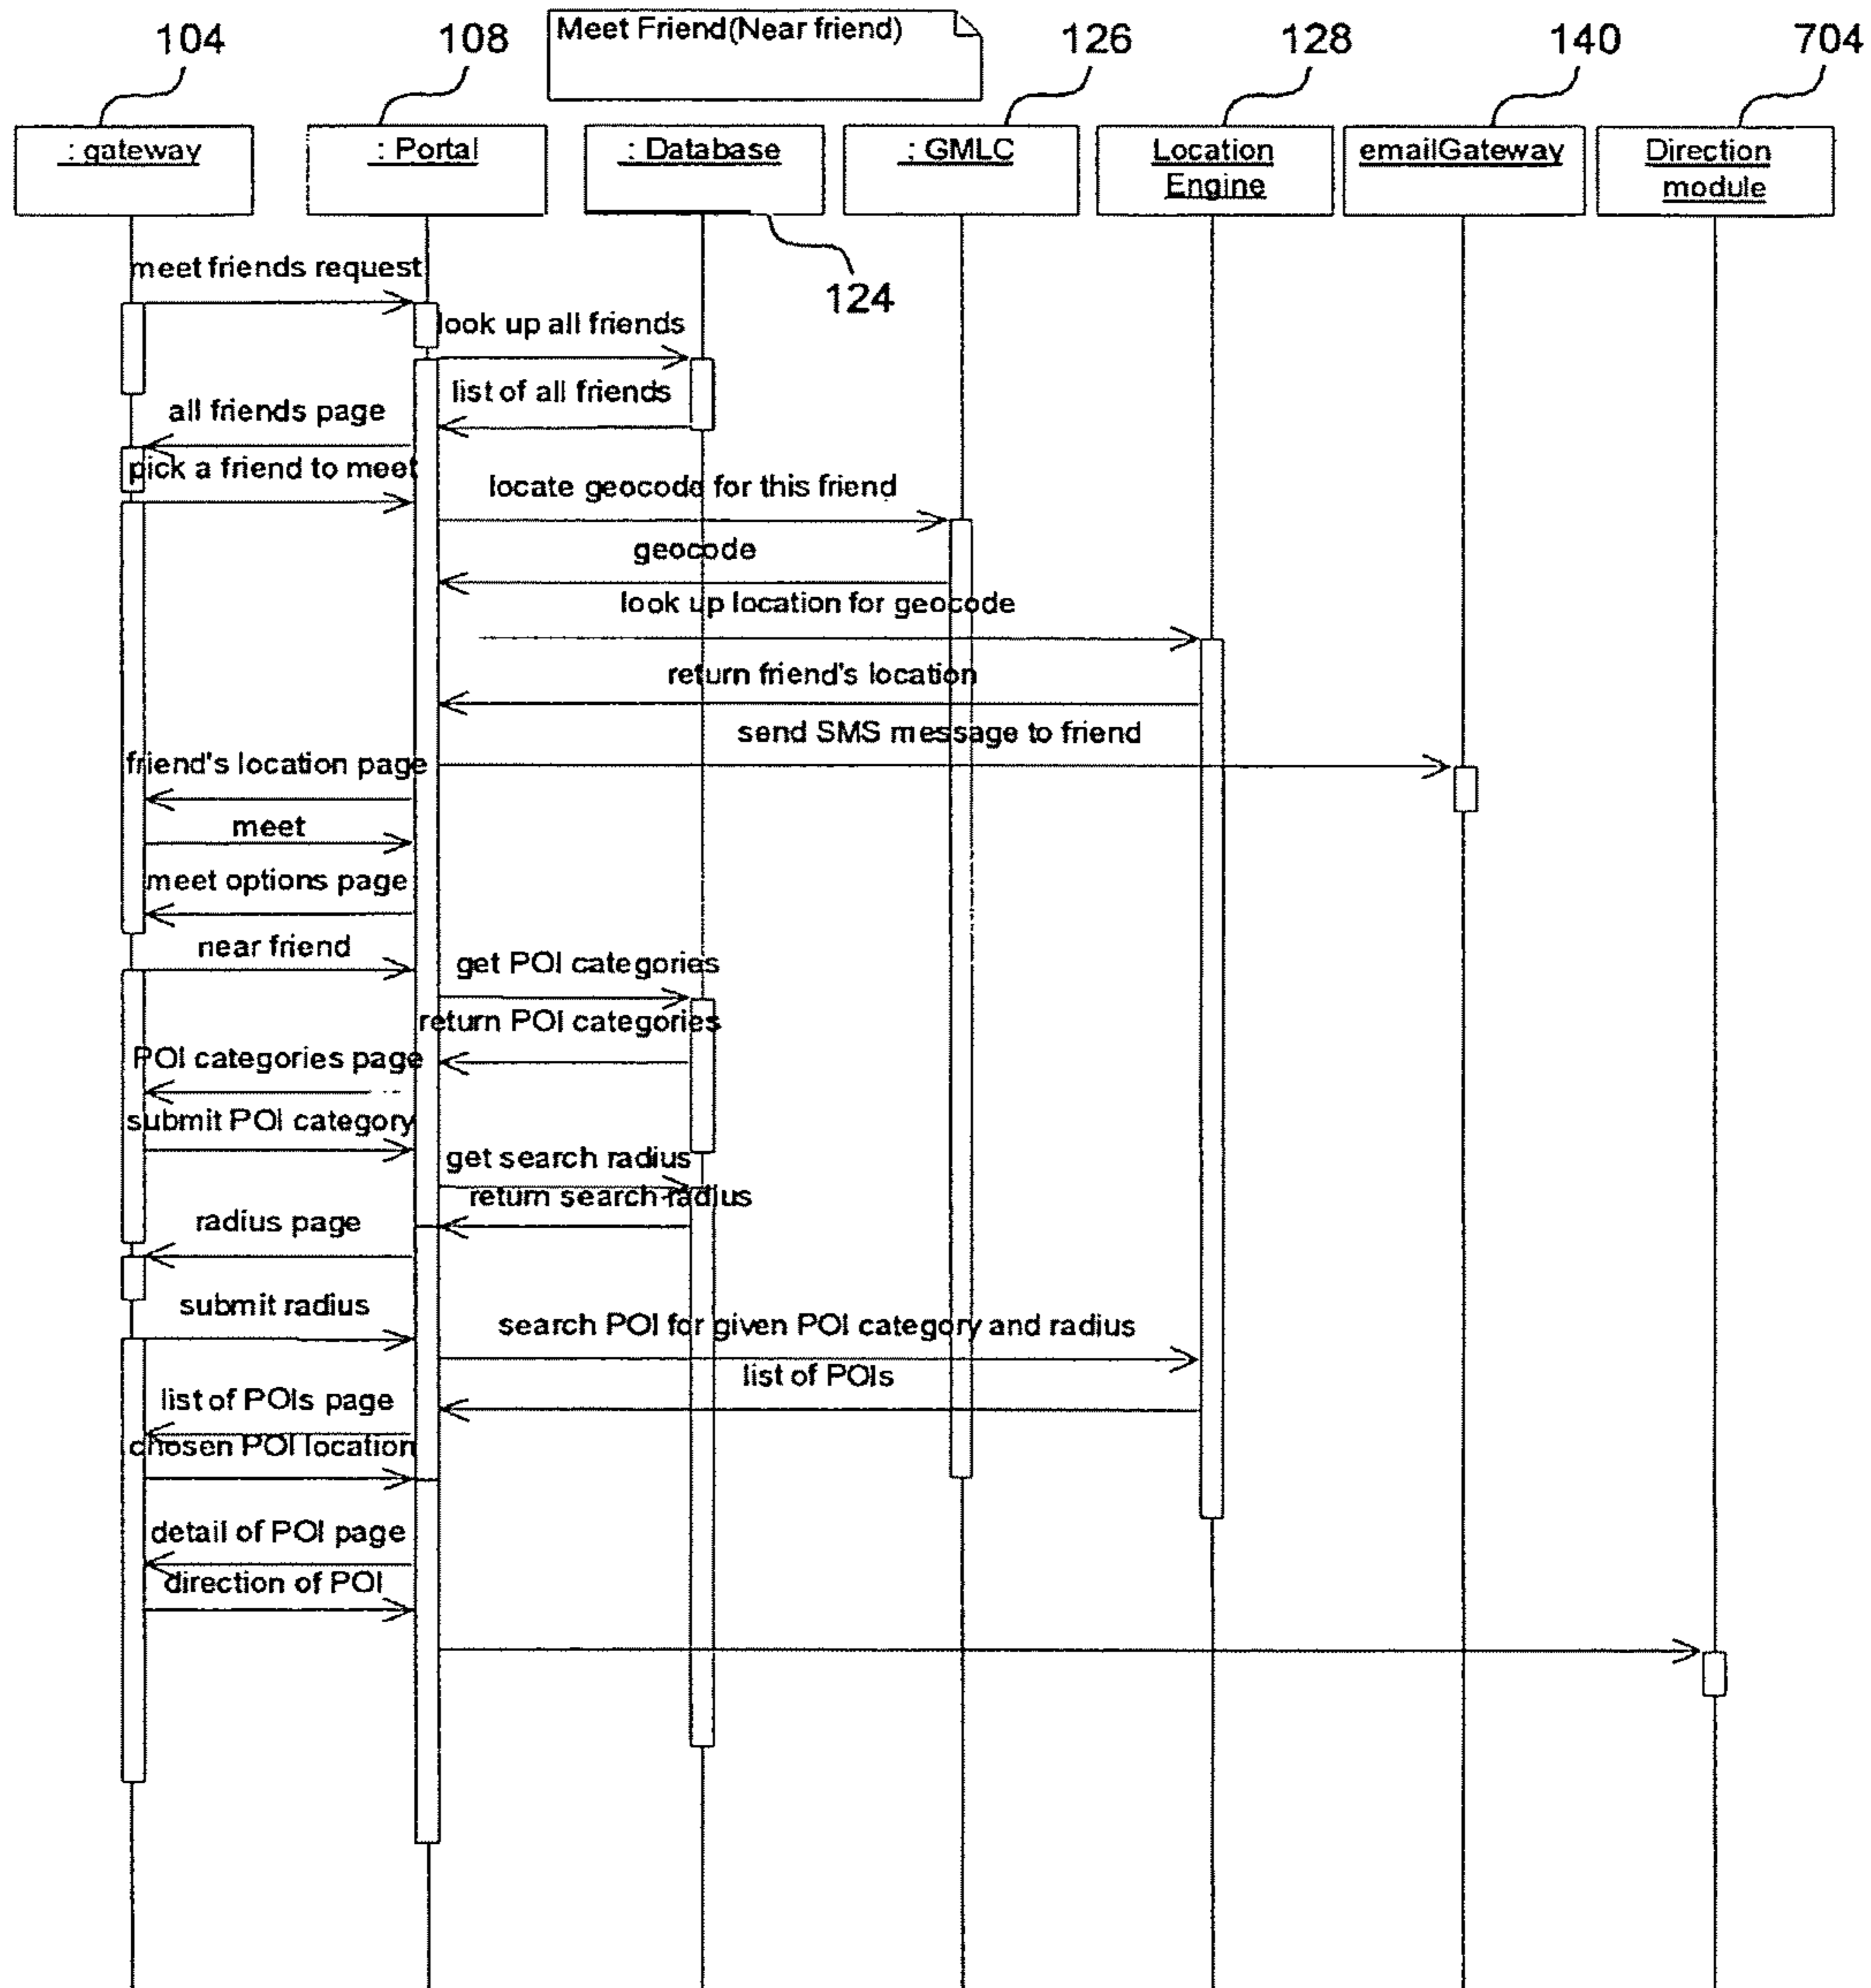 Meet Friend(Near friend)
104
108
126
128
140
704
: gateway
: Portal
: Database
: GMLC
Location
Engine
emailGateway
Direction
module
124
meet friends request
look up all friends
list of all friends
all friends page
pick a friend to meet
locate geocode for this friend
geocode
look up location for geocode
return friend's location
send SMS message to friend
friend's location page
meet
meet options page
near friend
get POI categories
return POI categories
POI categories page
submit POI category
get search radius
return search radius
radius page
submit radius
search POI for given POI category and radius
list of POIs
list of POIs page
chosen POI location
detail of POI page
direction of POI